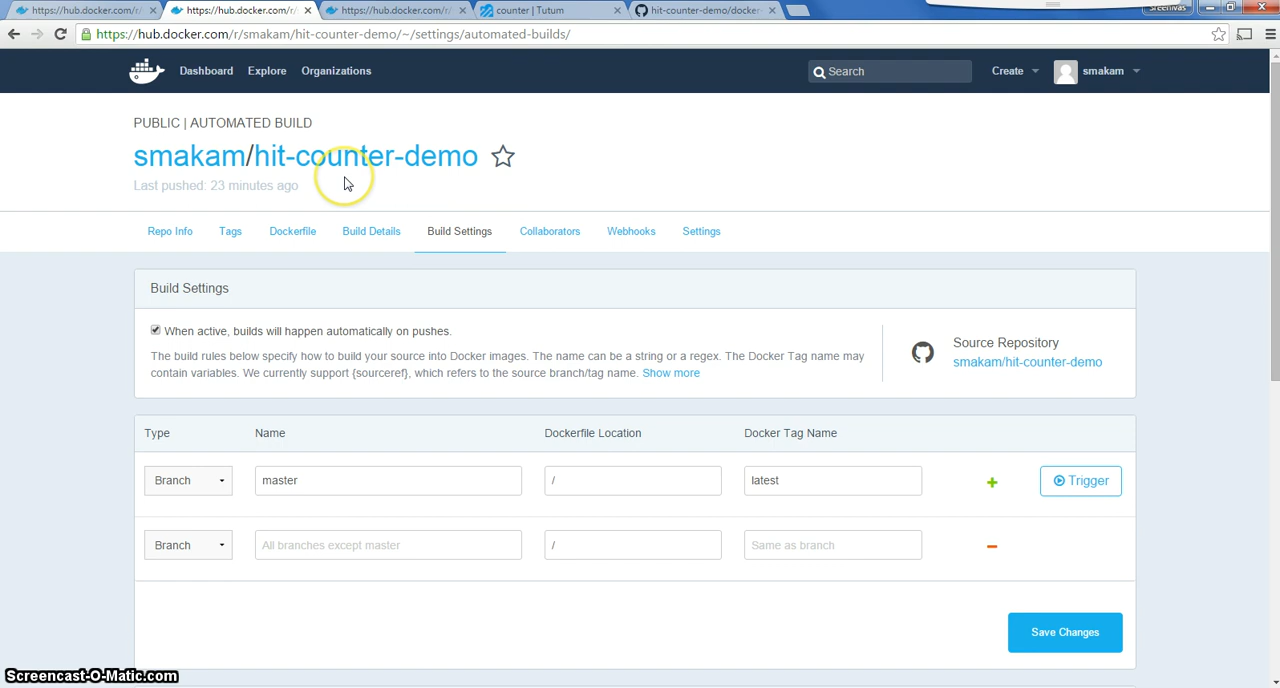 https://hub.docker.com/r/
https://hub.docker.com/r/
https://hub.docker.com/r/
counter | Tutum
hit-counter-demo/docker-
Sreenivas
https://hub.docker.com/r/smakam/hit-counter-demo/~/settings/automated-builds/
Dashboard Explore Organizations Search Create smakam
PUBLIC | AUTOMATED BUILD
smakam/hit-counter-demo
Last pushed: 23 minutes ago
Repo Info Tags Dockerfile Build Details Build Settings Collaborators Webhooks Settings
Build Settings
When active, builds will happen automatically on pushes.
The build rules below specify how to build your source into Docker images. The name can be a string or a regex. The Docker Tag name may
contain variables. We currently support {sourceref}, which refers to the source branch/tag name. Show more
Source Repository
smakam/hit-counter-demo
Type Name Dockerfile Location Docker Tag Name
Branch master / latest + Trigger
Branch All branches except master / Same as branch −
Save Changes
Screencast-O-Matic.com